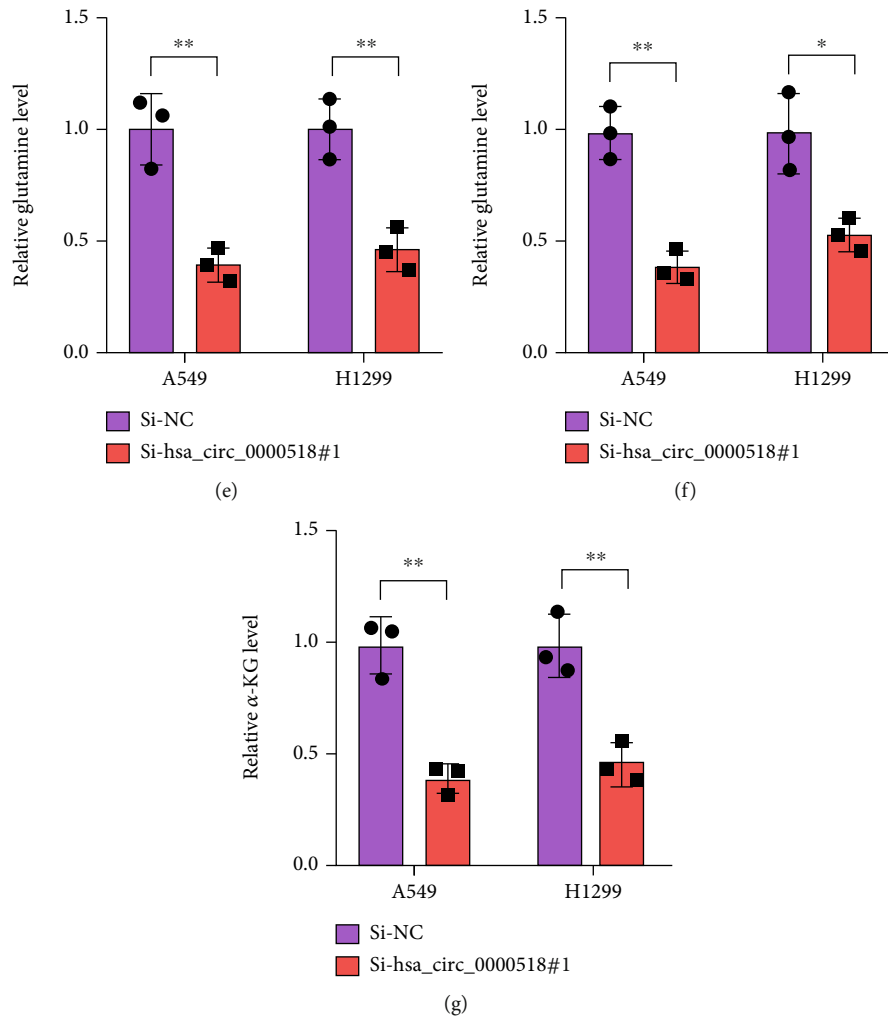 1.5
1.0
0.5
0.0
Relative glutamine level
**
**
A549
H1299
Si-NC
Si-hsa_circ_0000518#1
(e)
1.5
1.0
0.5
0.0
Relative glutamine level
**
*
A549
H1299
Si-NC
Si-hsa_circ_0000518#1
(f)
1.5
1.0
0.5
0.0
Relative α-KG level
**
**
A549
H1299
Si-NC
Si-hsa_circ_0000518#1
(g)